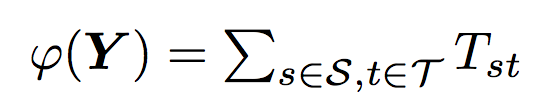 φ(Y) = ∑_{s∈𝒮,t∈𝒯} T_{st}